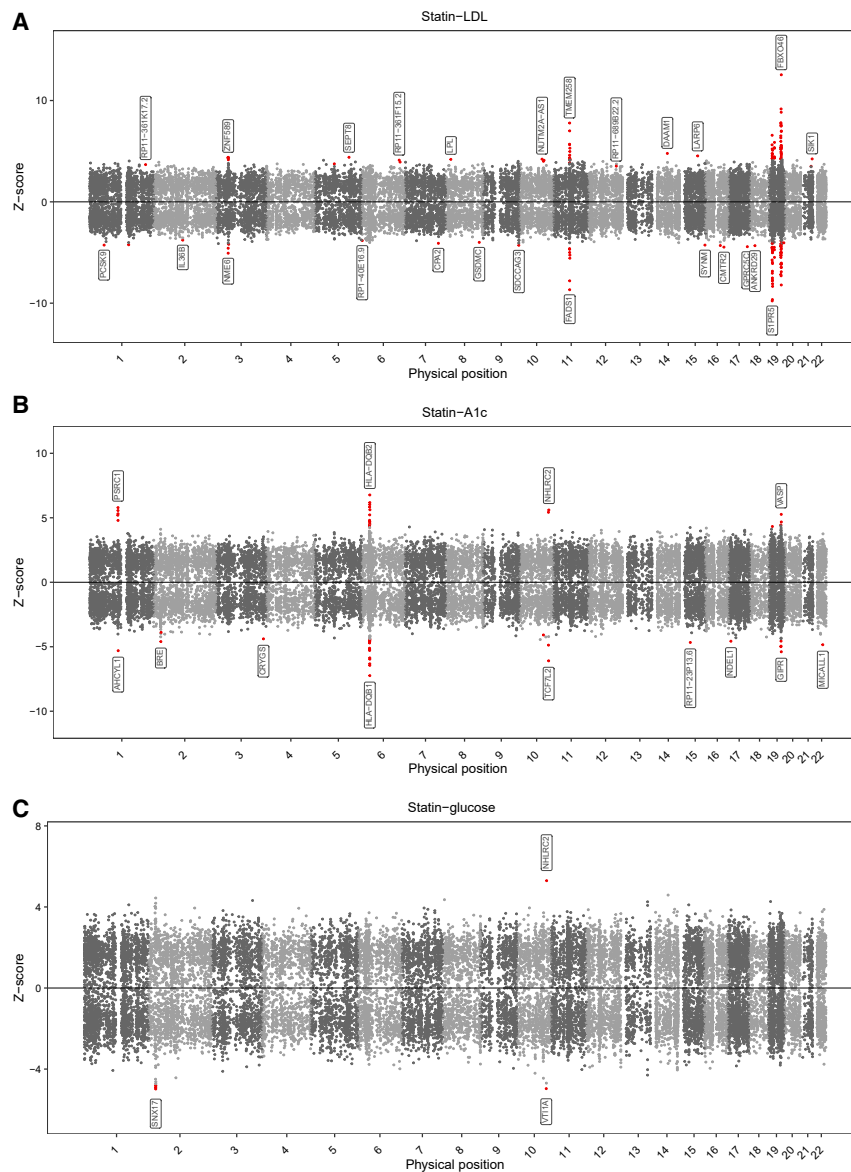 A
Statin−LDL
Z−score
10
0
−10
RP11-361K17.2
ZNF589
SEPT8
RP11-361F15.2
LPL
NUTM2A-AS1
TMEM258
RP11-689B22.2
DAAM1
LARP6
FBXO46
SIK1
PCSK9
IL36B
NME6
RP1-40E16.9
CPA2
GSDMC
SDCCAG3
FADS1
SYNM
CMTR2
GPRC5C
ANKRD29
S1PR5
1 2 3 4 5 6 7 8 9 10 11 12 13 14 15 16 17 18 19 20 21 22
Physical position
B
Statin−A1c
Z−score
10
5
0
−5
−10
PSRC1
HLA-DQB2
NHLRC2
VASP
AHCYL1
BRE
CRYGS
HLA-DQB1
TCF7L2
RP11-23P13.6
NDEL1
GIPR
MICALL1
1 2 3 4 5 6 7 8 9 10 11 12 13 14 15 16 17 18 19 20 21 22
Physical position
C
Statin−glucose
Z−score
8
4
0
−4
NHLRC2
SNX17
VTI1A
1 2 3 4 5 6 7 8 9 10 11 12 13 14 15 16 17 18 19 20 21 22
Physical position